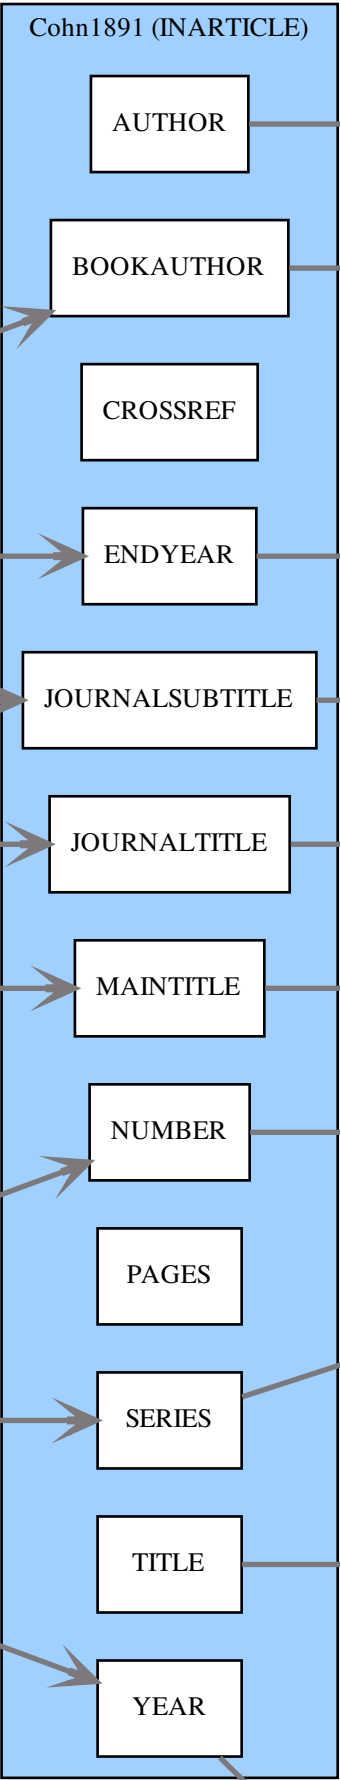 Cohn1891 (INARTICLE)
AUTHOR
BOOKAUTHOR
CROSSREF
ENDYEAR
JOURNALSUBTITLE
JOURNALTITLE
MAINTITLE
NUMBER
PAGES
SERIES
TITLE
YEAR